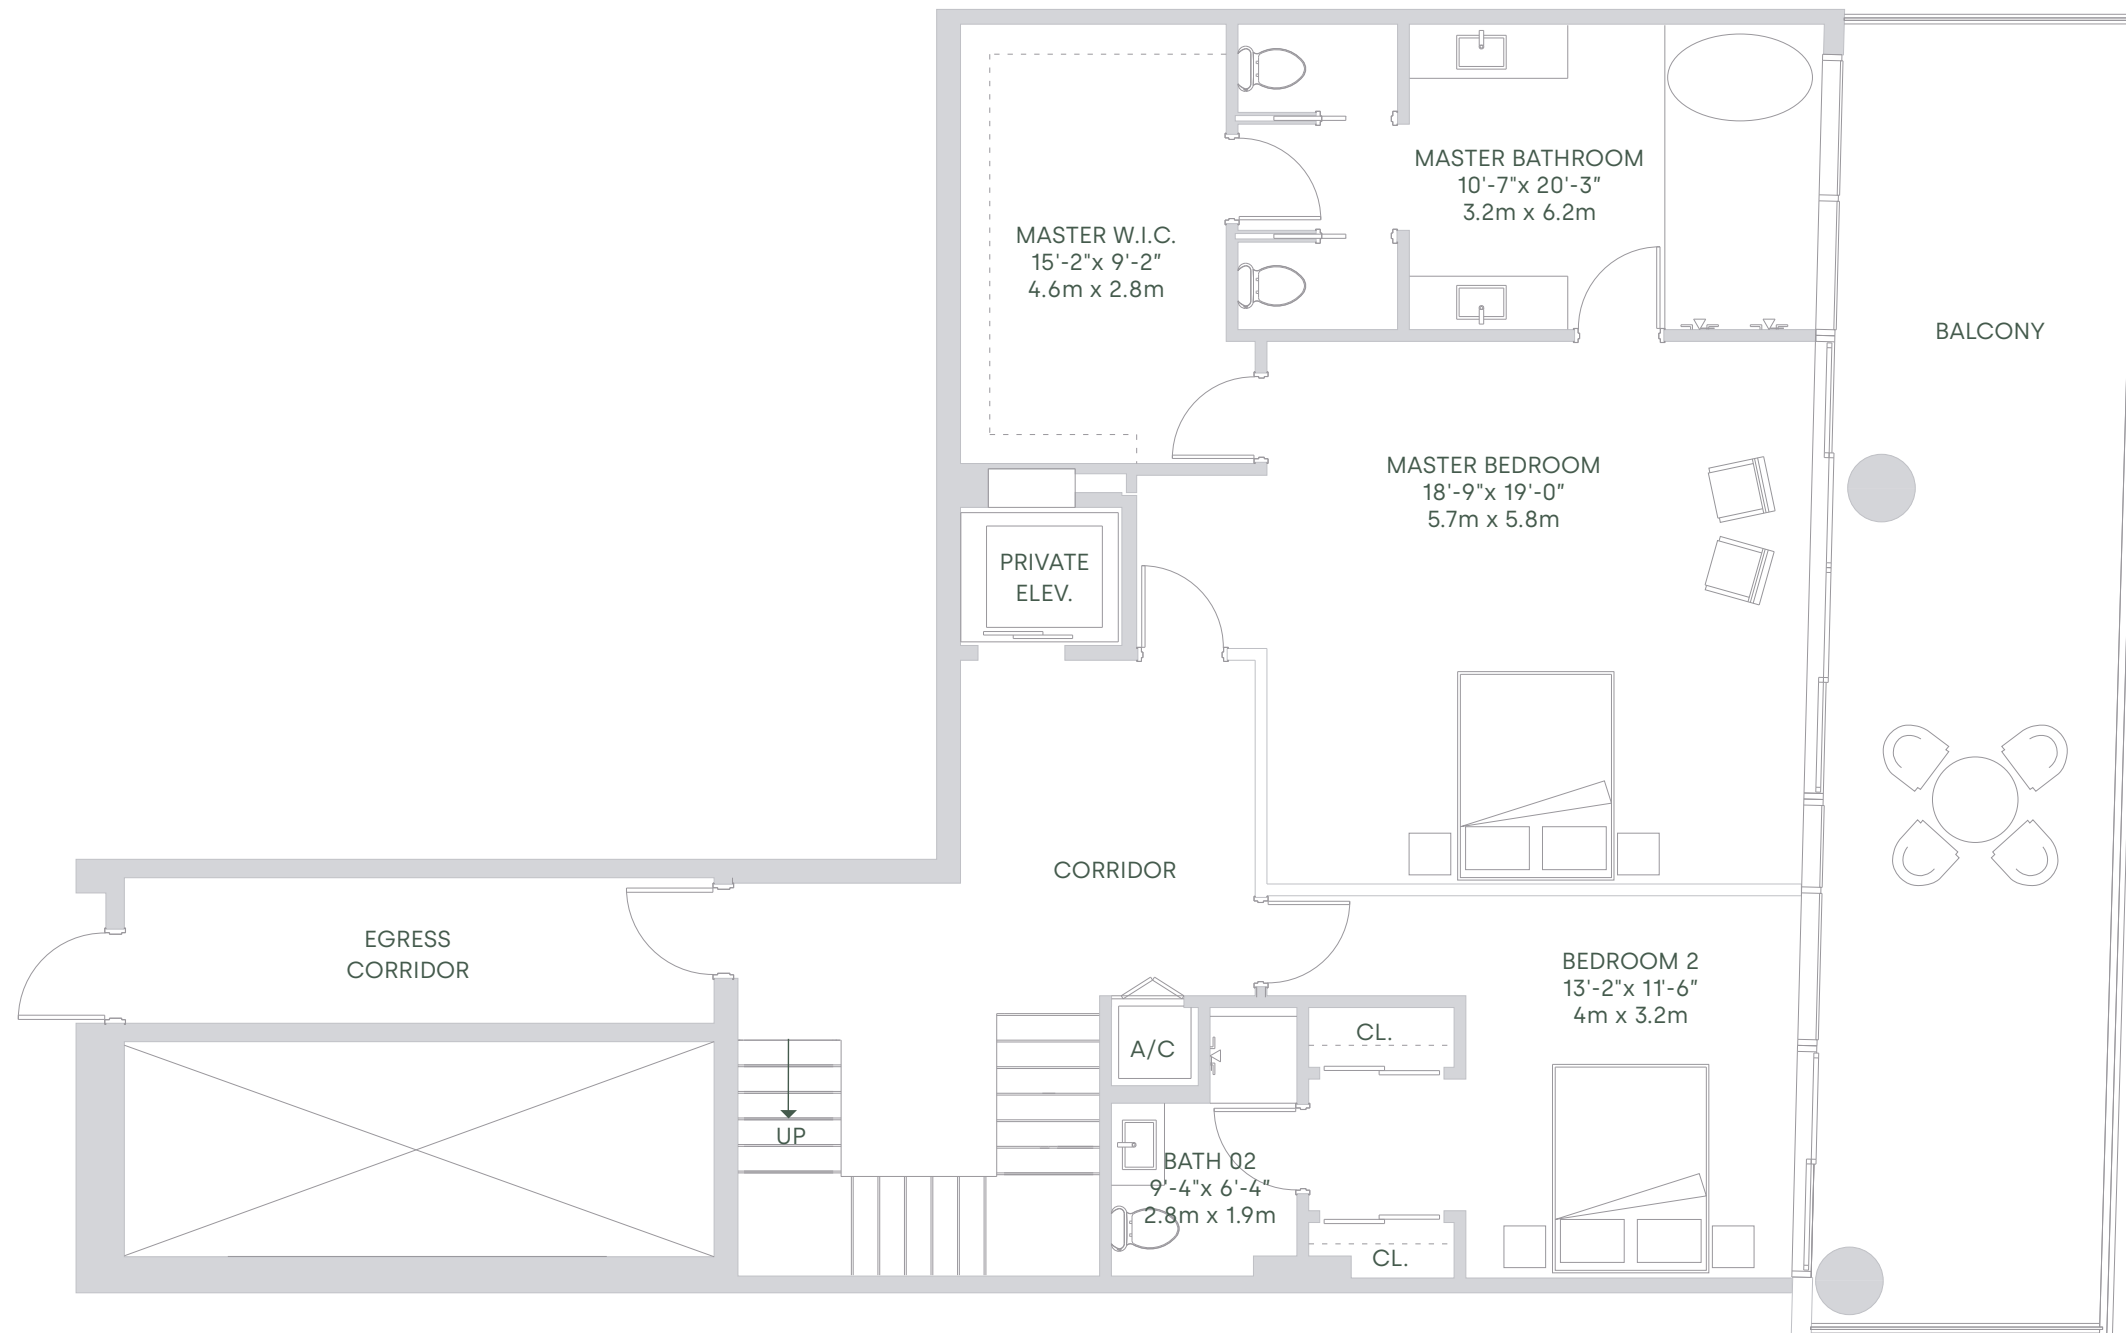 MASTER BATHROOM
10'-7"x 20'-3"
3.2m x 6.2m
MASTER W.I.C.
15'-2"x 9'-2"
4.6m x 2.8m
BALCONY
MASTER BEDROOM
18'-9"x 19'-0"
5.7m x 5.8m
PRIVATE
ELEV.
CORRIDOR
EGRESS
CORRIDOR
BEDROOM 2
13'-2"x 11'-6"
4m x 3.2m
CL.
A/C
UP
BATH 02
9'-4"x 6'-4"
2.8m x 1.9m
CL.